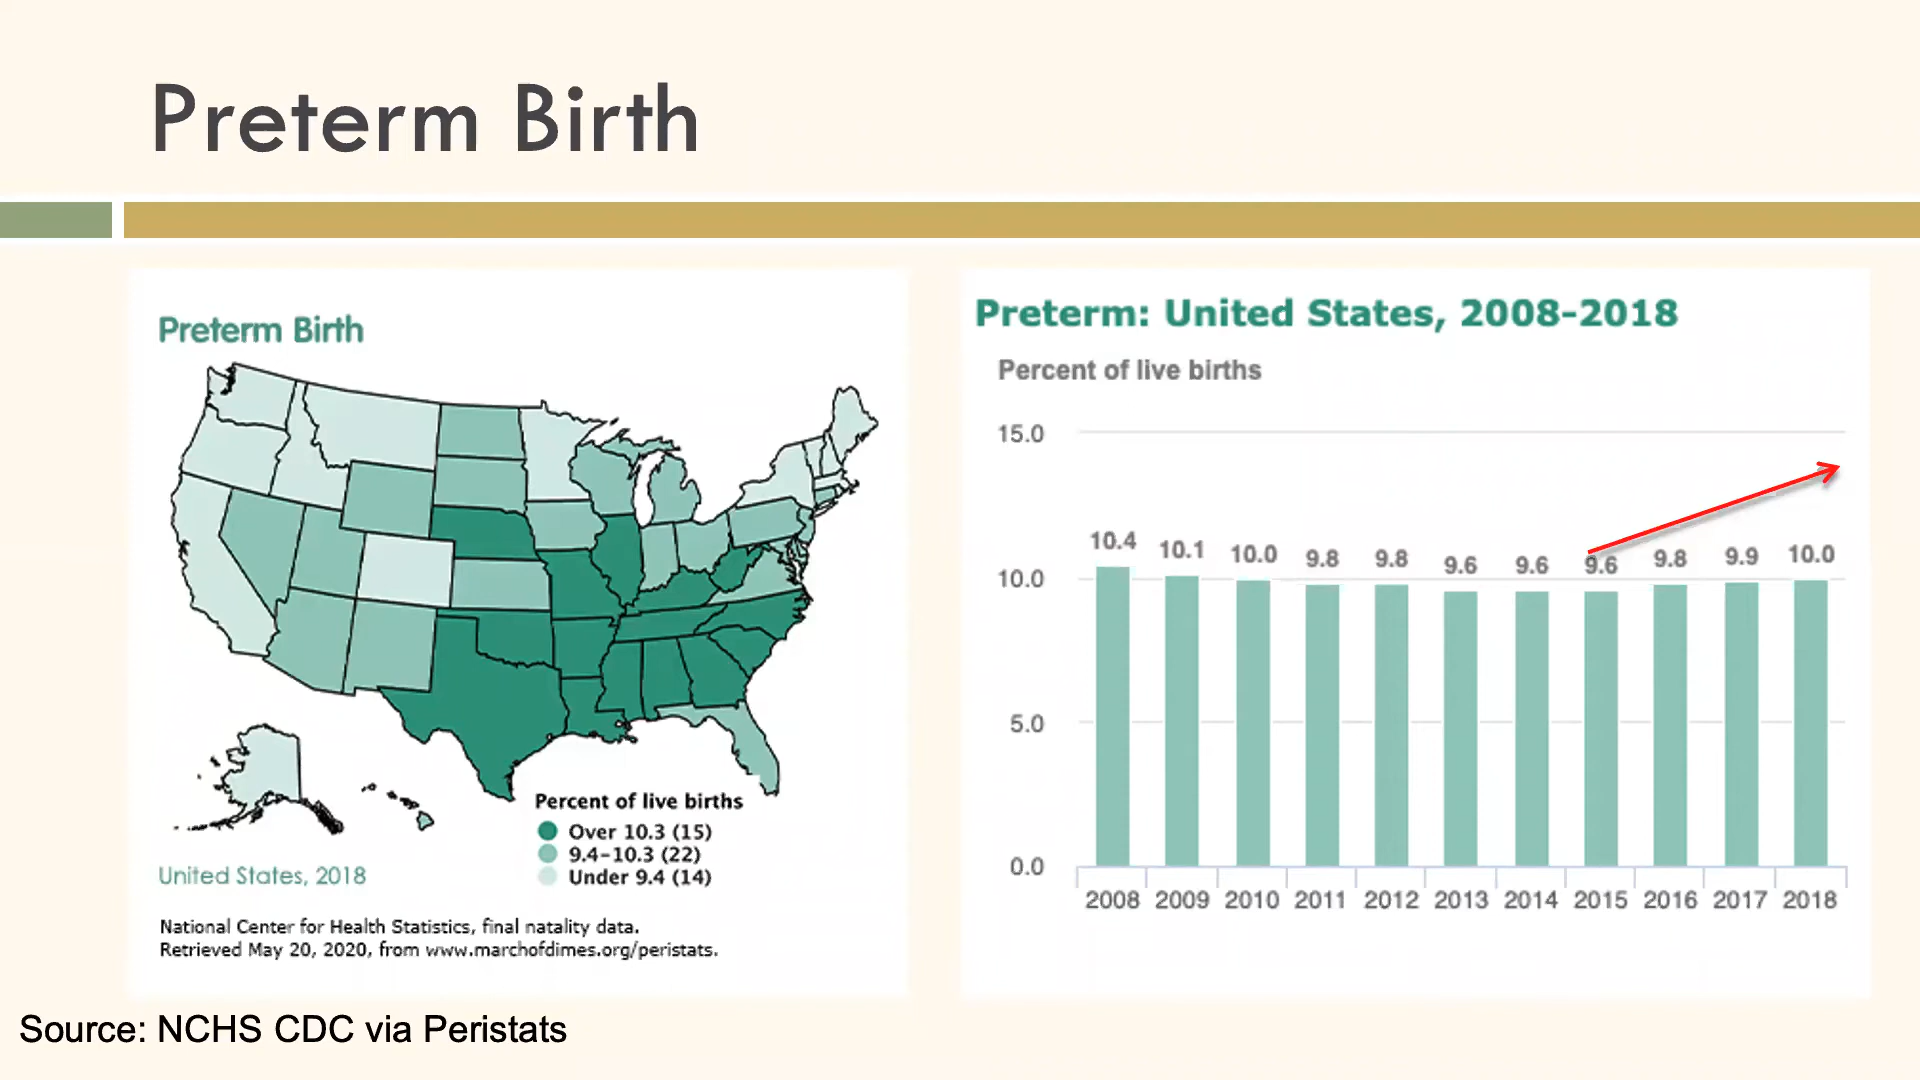 Preterm Birth
Preterm Birth
Percent of live births
Over 10.3 (15)
9.4-10.3 (22)
Under 9.4 (14)
United States, 2018
National Center for Health Statistics, final natality data.
Retrieved May 20, 2020, from www.marchofdimes.org/peristats.
Preterm: United States, 2008-2018
Percent of live births
15.0
10.0
5.0
0.0
10.4 10.1 10.0 9.8 9.8 9.6 9.6 9.6 9.8 9.9 10.0
2008 2009 2010 2011 2012 2013 2014 2015 2016 2017 2018
Source: NCHS CDC via Peristats